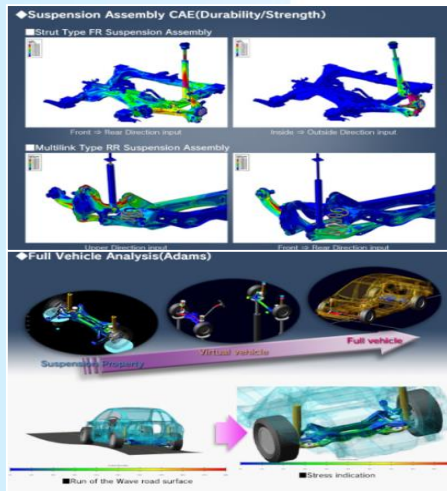 ◆Suspension Assembly CAE(Durability/Strength)
■Strut Type FR Suspension Assembly
Front ⇒ Rear Direction input
Inside ⇒ Outside Direction input
■Multilink Type RR Suspension Assembly
Upper Direction input
Front ⇒ Rear Direction input
◆Full Vehicle Analysis(Adams)
Full vehicle
Virtual vehicle
Suspension Property
■Run of the Wave road surface
■Stress indication